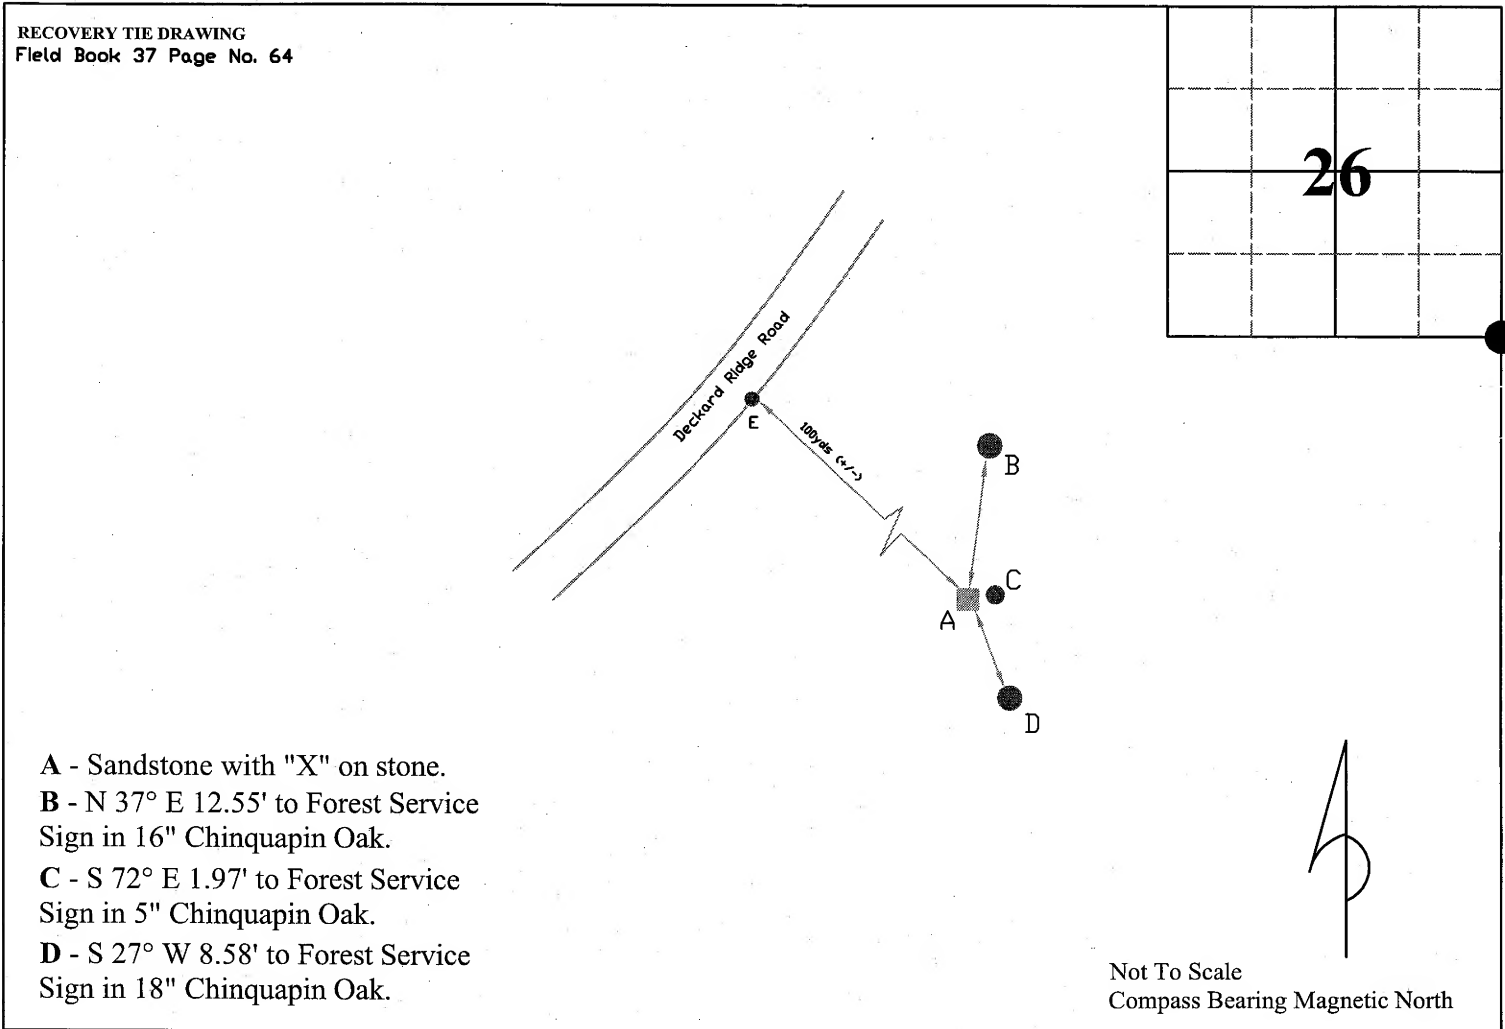 RECOVERY TIE DRAWING
Field Book 37 Page No. 64
26
Deckard Ridge Road
E
100yds (+/-)
B
C
A
D
A - Sandstone with "X" on stone.
B - N 37° E 12.55' to Forest Service
Sign in 16" Chinquapin Oak.
C - S 72° E 1.97' to Forest Service
Sign in 5" Chinquapin Oak.
D - S 27° W 8.58' to Forest Service
Sign in 18" Chinquapin Oak.
Not To Scale
Compass Bearing Magnetic North